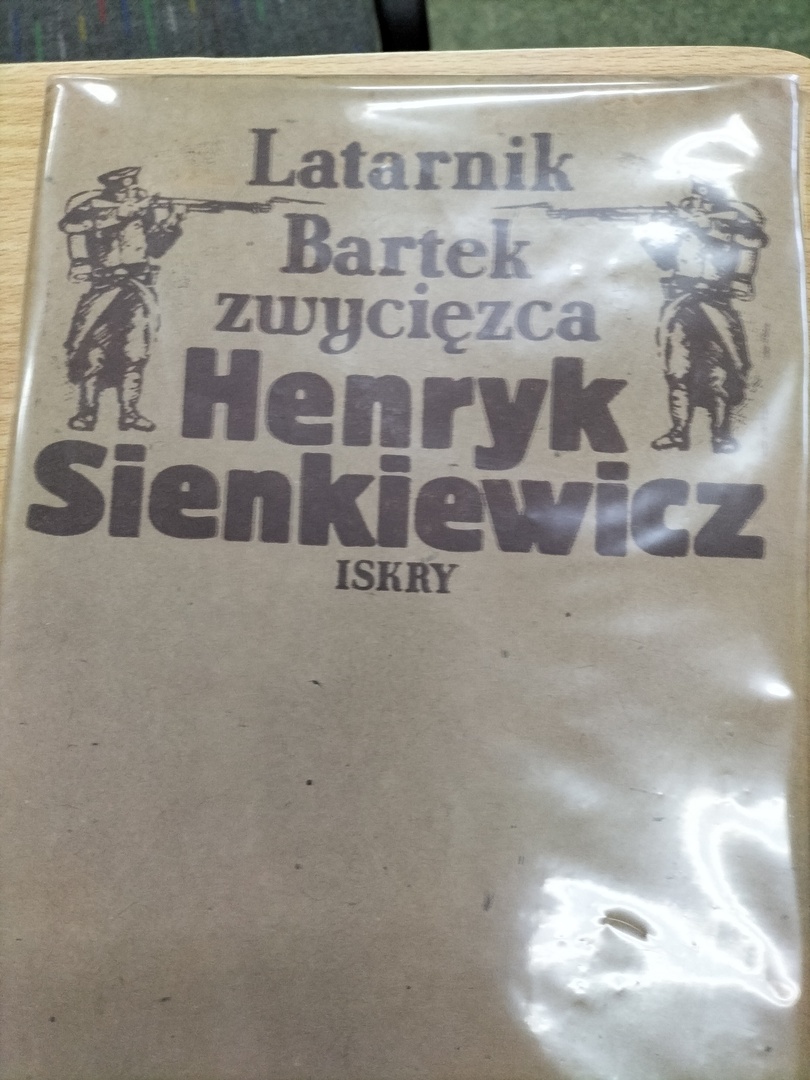 Latarnik
Bartek
zwycięzca
Henryk
Sienkiewicz
ISKRY